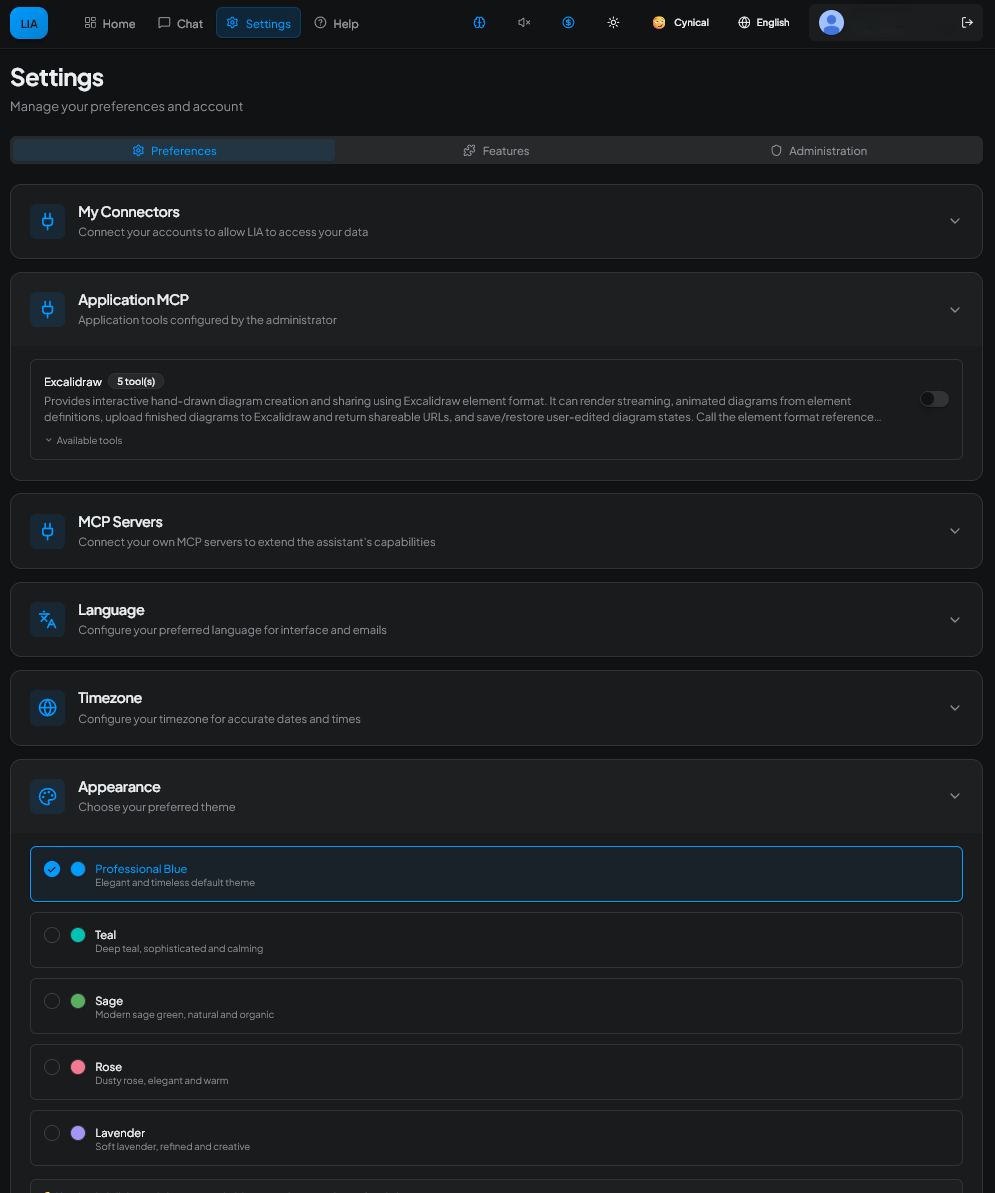 LIA
Home
Chat
Settings
Help
Cynical
English
Settings
Manage your preferences and account
Preferences
Features
Administration
My Connectors
Connect your accounts to allow LIA to access your data
Application MCP
Application tools configured by the administrator
Excalidraw 5 tool(s)
Provides interactive hand-drawn diagram creation and sharing using Excalidraw element format. It can render streaming, animated diagrams from element
definitions, upload finished diagrams to Excalidraw and return shareable URLs, and save/restore user-edited diagram states. Call the element format reference...
Available tools
MCP Servers
Connect your own MCP servers to extend the assistant's capabilities
Language
Configure your preferred language for interface and emails
Timezone
Configure your timezone for accurate dates and times
Appearance
Choose your preferred theme
Professional Blue
Elegant and timeless default theme
Teal
Deep teal, sophisticated and calming
Sage
Modern sage green, natural and organic
Rose
Dusty rose, elegant and warm
Lavender
Soft lavender, refined and creative